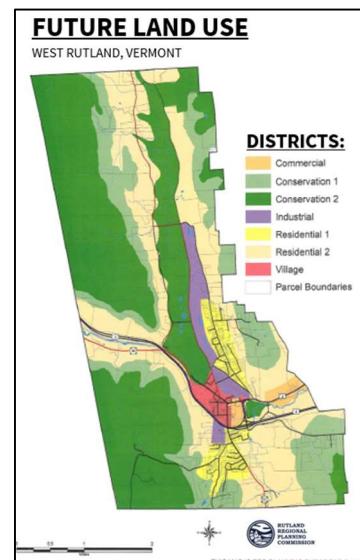 FUTURE LAND USE
WEST RUTLAND, VERMONT
DISTRICTS:
Commercial
Conservation 1
Conservation 2
Industrial
Residential 1
Residential 2
Village
Parcel Boundaries
RUTLAND
REGIONAL
PLANNING
COMMISSION